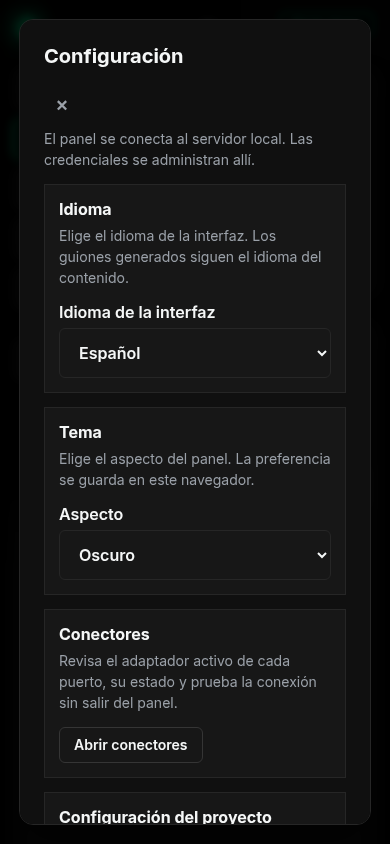 Configuración
×
El panel se conecta al servidor local. Las
credenciales se administran allí.
Idioma
Elige el idioma de la interfaz. Los
guiones generados siguen el idioma del
contenido.
Idioma de la interfaz
Español
Tema
Elige el aspecto del panel. La preferencia
se guarda en este navegador.
Aspecto
Oscuro
Conectores
Revisa el adaptador activo de cada
puerto, su estado y prueba la conexión
sin salir del panel.
Abrir conectores
Configuración del proyecto